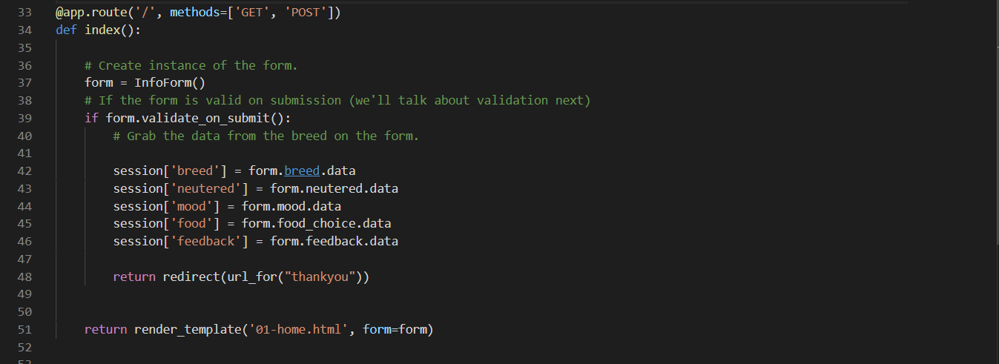 33 @app.route('/', methods=['GET', 'POST'])
34 def index():
35
36     # Create instance of the form.
37     form = InfoForm()
38     # If the form is valid on submission (we'll talk about validation next)
39     if form.validate_on_submit():
40         # Grab the data from the breed on the form.
41
42         session['breed'] = form.breed.data
43         session['neutered'] = form.neutered.data
44         session['mood'] = form.mood.data
45         session['food'] = form.food_choice.data
46         session['feedback'] = form.feedback.data
47
48         return redirect(url_for("thankyou"))
49
50
51     return render_template('01-home.html', form=form)
52
53